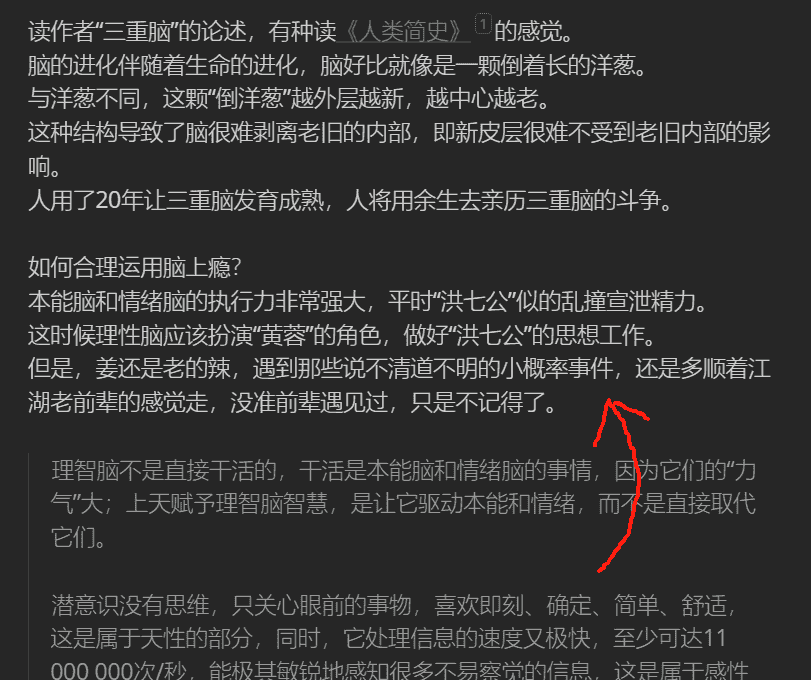 读作者“三重脑”的论述，有种读《人类简史》1的感觉。
脑的进化伴随着生命的进化，脑好比就像是一颗倒着长的洋葱。
与洋葱不同，这颗“倒洋葱”越外层越新，越中心越老。
这种结构导致了脑很难剥离老旧的内部，即新皮层很难不受到老旧内部的影
响。
人用了20年让三重脑发育成熟，人将用余生去亲历三重脑的斗争。
如何合理运用脑上瘾？
本能脑和情绪脑的执行力非常强大，平时“洪七公”似的乱撞宣泄精力。
这时候理性脑应该扮演“黄蓉”的角色，做好“洪七公”的思想工作。
但是，姜还是老的辣，遇到那些说不清道不明的小概率事件，还是多顺着江
湖老前辈的感觉走，没准前辈遇见过，只是不记得了。
理智脑不是直接干活的，干活是本能脑和情绪脑的事情，因为它们的“力
气”大；上天赋予理智脑智慧，是让它驱动本能和情绪，而不是直接取代
它们。
潜意识没有思维，只关心眼前的事物，喜欢即刻、确定、简单、舒适，
这是属于天性的部分，同时，它处理信息的速度又极快，至少可达11
000 000次/秒，能极其敏锐地感知很多不易察觉的信息，这是属于感性